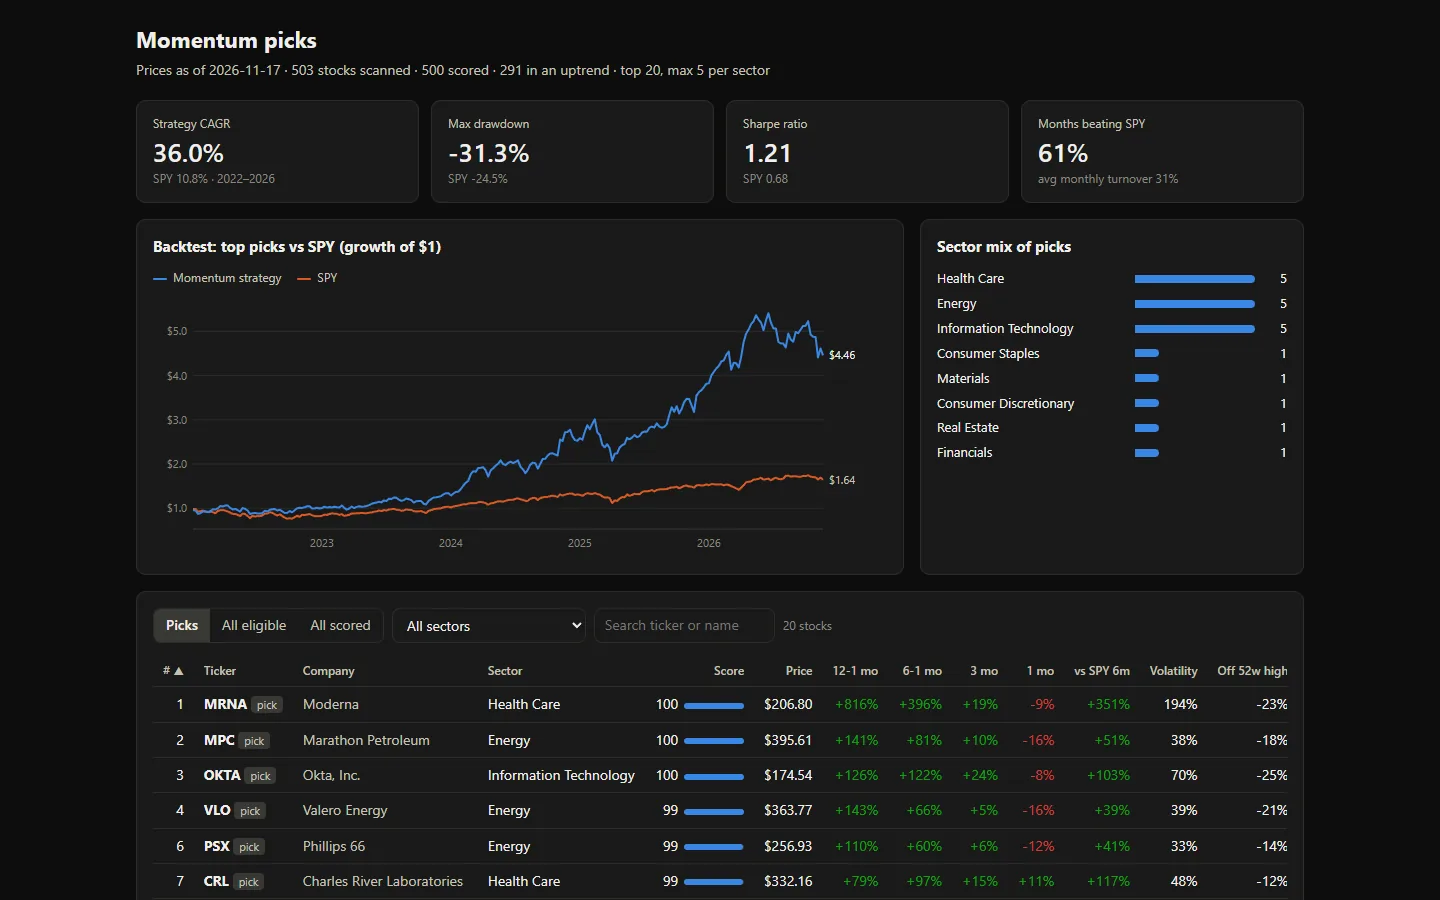 Momentum picks
Prices as of 2026-11-17 · 503 stocks scanned · 500 scored · 291 in an uptrend · top 20, max 5 per sector
Strategy CAGR
36.0%
SPY 10.8% · 2022–2026
Max drawdown
-31.3%
SPY -24.5%
Sharpe ratio
1.21
SPY 0.68
Months beating SPY
61%
avg monthly turnover 31%
Backtest: top picks vs SPY (growth of $1)
Momentum strategy SPY
$5.0
$4.0
$3.0
$2.0
$1.0
$4.46
$1.64
2023 2024 2025 2026
Sector mix of picks
Health Care 5
Energy 5
Information Technology 5
Consumer Staples 1
Materials 1
Consumer Discretionary 1
Real Estate 1
Financials 1
Picks All eligible All scored All sectors Search ticker or name 20 stocks
# ▲ Ticker Company Sector Score Price 12-1 mo 6-1 mo 3 mo 1 mo vs SPY 6m Volatility Off 52w high
1 MRNA pick Moderna Health Care 100 $206.80 +816% +396% +19% -9% +351% 194% -23%
2 MPC pick Marathon Petroleum Energy 100 $395.61 +141% +81% +10% -16% +51% 38% -18%
3 OKTA pick Okta, Inc. Information Technology 100 $174.54 +126% +122% +24% -8% +103% 70% -25%
4 VLO pick Valero Energy Energy 99 $363.77 +143% +66% +5% -16% +39% 39% -21%
6 PSX pick Phillips 66 Energy 99 $256.93 +110% +60% +6% -12% +41% 33% -14%
7 CRL pick Charles River Laboratories Health Care 99 $332.16 +79% +97% +15% +11% +117% 48% -12%